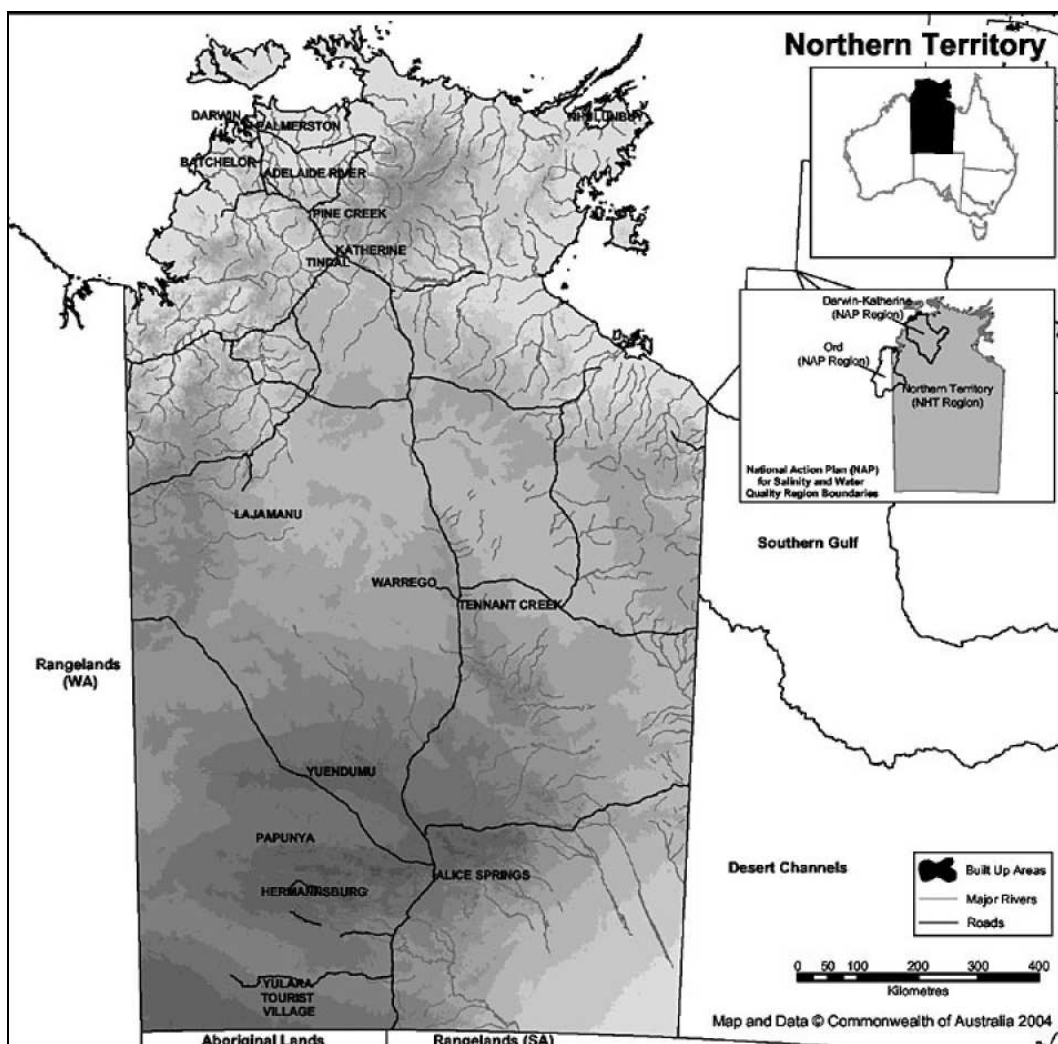 Northern Territory
DARWIN
PALMERSTON
NHULUNBUY
BATCHELOR
ADELAIDE RIVER
PINE CREEK
KATHERINE
TINDAL
Darwin-Katherine
(NAP Region)
Ord
(NAP Region)
Northern Territory
(NHT Region)
National Action Plan (NAP)
for Salinity and Water
Quality Region Boundaries
LAJAMANU
Southern Gulf
WARREGO
TENNANT CREEK
Rangelands
(WA)
YUENDUMU
PAPUNYA
ALICE SPRINGS
HERMANNSBURG
Desert Channels
Built Up Areas
Major Rivers
Roads
YULARA
TOURIST
VILLAGE
0 50 100 200 300 400
Kilometres
Map and Data © Commonwealth of Australia 2004
Aboriginal Lands
Rangelands (SA)